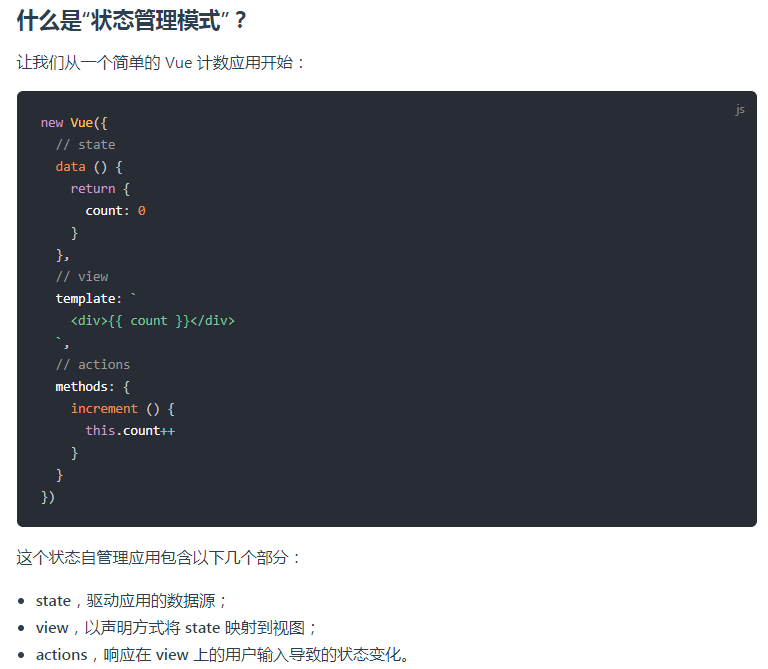 什么是“状态管理模式”？
让我们从一个简单的 Vue 计数应用开始：
js
new Vue({
  // state
  data () {
    return {
      count: 0
    }
  },
  // view
  template: `
    <div>{{ count }}</div>
  `,
  // actions
  methods: {
    increment () {
      this.count++
    }
  }
})
这个状态自管理应用包含以下几个部分：
• state，驱动应用的数据源；
• view，以声明方式将 state 映射到视图；
• actions，响应在 view 上的用户输入导致的状态变化。